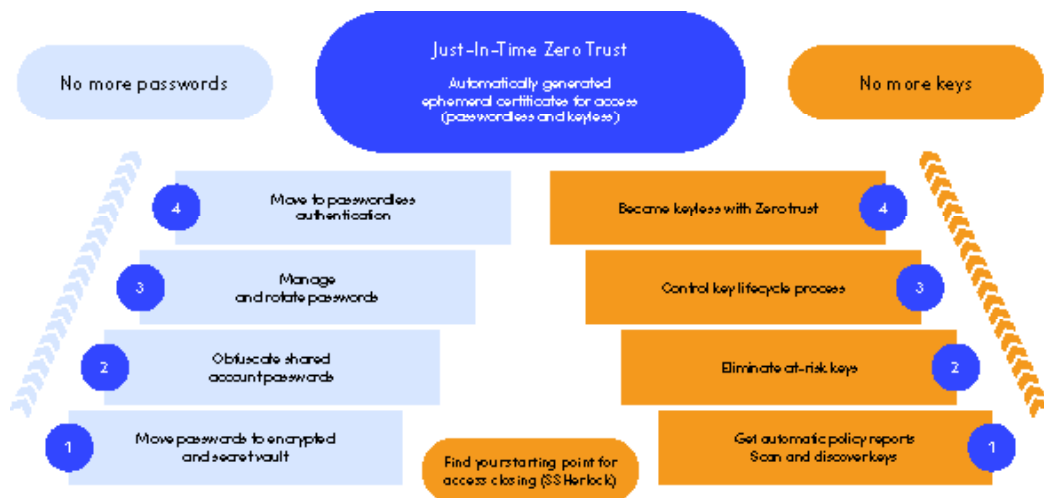 No more passwords
Just-In-Time Zero Trust
Automatically generated
ephemeral certificates for access
(passwordless and keyless)
No more keys
4
Move to passwordless
authentication
Become keyless with Zero trust
4
3
Manage
and rotate passwords
Control key lifecycle process
3
2
Obfuscate shared
account passwords
Eliminate at-risk keys
2
1
Move passwords to encrypted
and secret vault
Find your starting point for
access closing (SSHerlock)
Get automatic policy reports
Scan and discover keys
1